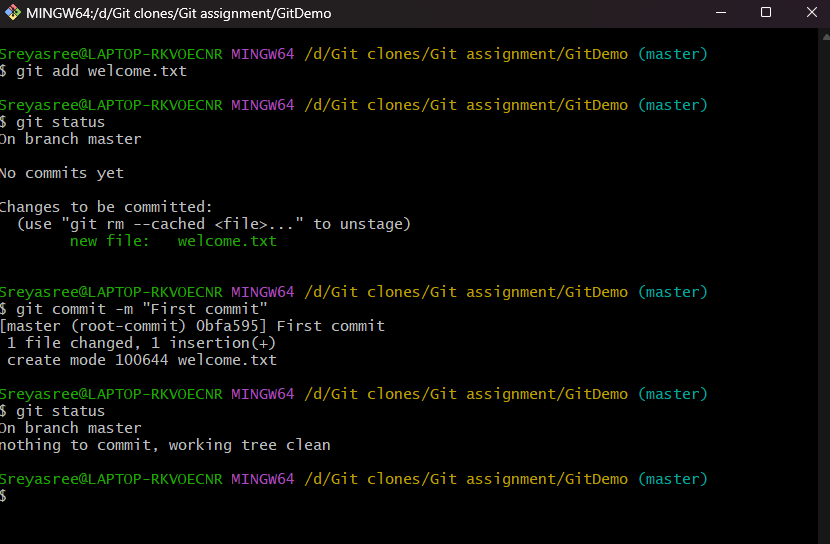 MINGW64:/d/Git clones/Git assignment/GitDemo
Sreyasree@LAPTOP-RKVOECNR MINGW64 /d/Git clones/Git assignment/GitDemo (master)
$ git add welcome.txt
Sreyasree@LAPTOP-RKVOECNR MINGW64 /d/Git clones/Git assignment/GitDemo (master)
$ git status
On branch master
No commits yet
Changes to be committed:
  (use "git rm --cached <file>..." to unstage)
        new file:   welcome.txt
Sreyasree@LAPTOP-RKVOECNR MINGW64 /d/Git clones/Git assignment/GitDemo (master)
$ git commit -m "First commit"
[master (root-commit) 0bfa595] First commit
 1 file changed, 1 insertion(+)
 create mode 100644 welcome.txt
Sreyasree@LAPTOP-RKVOECNR MINGW64 /d/Git clones/Git assignment/GitDemo (master)
$ git status
On branch master
nothing to commit, working tree clean
Sreyasree@LAPTOP-RKVOECNR MINGW64 /d/Git clones/Git assignment/GitDemo (master)
$